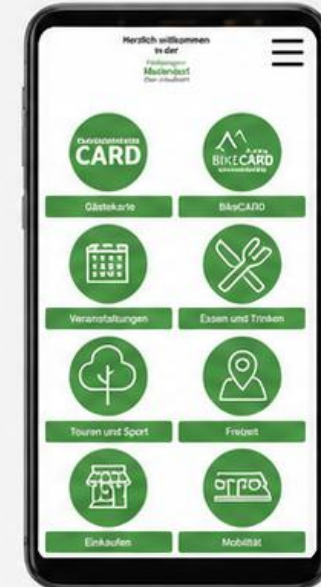 Herzlich willkommen
in der
CARD
BIKECARD
Gästekarte
BikeCARD
Veranstaltungen
Essen und Trinken
Touren und Sport
Freizeit
Einkaufen
Mobilität